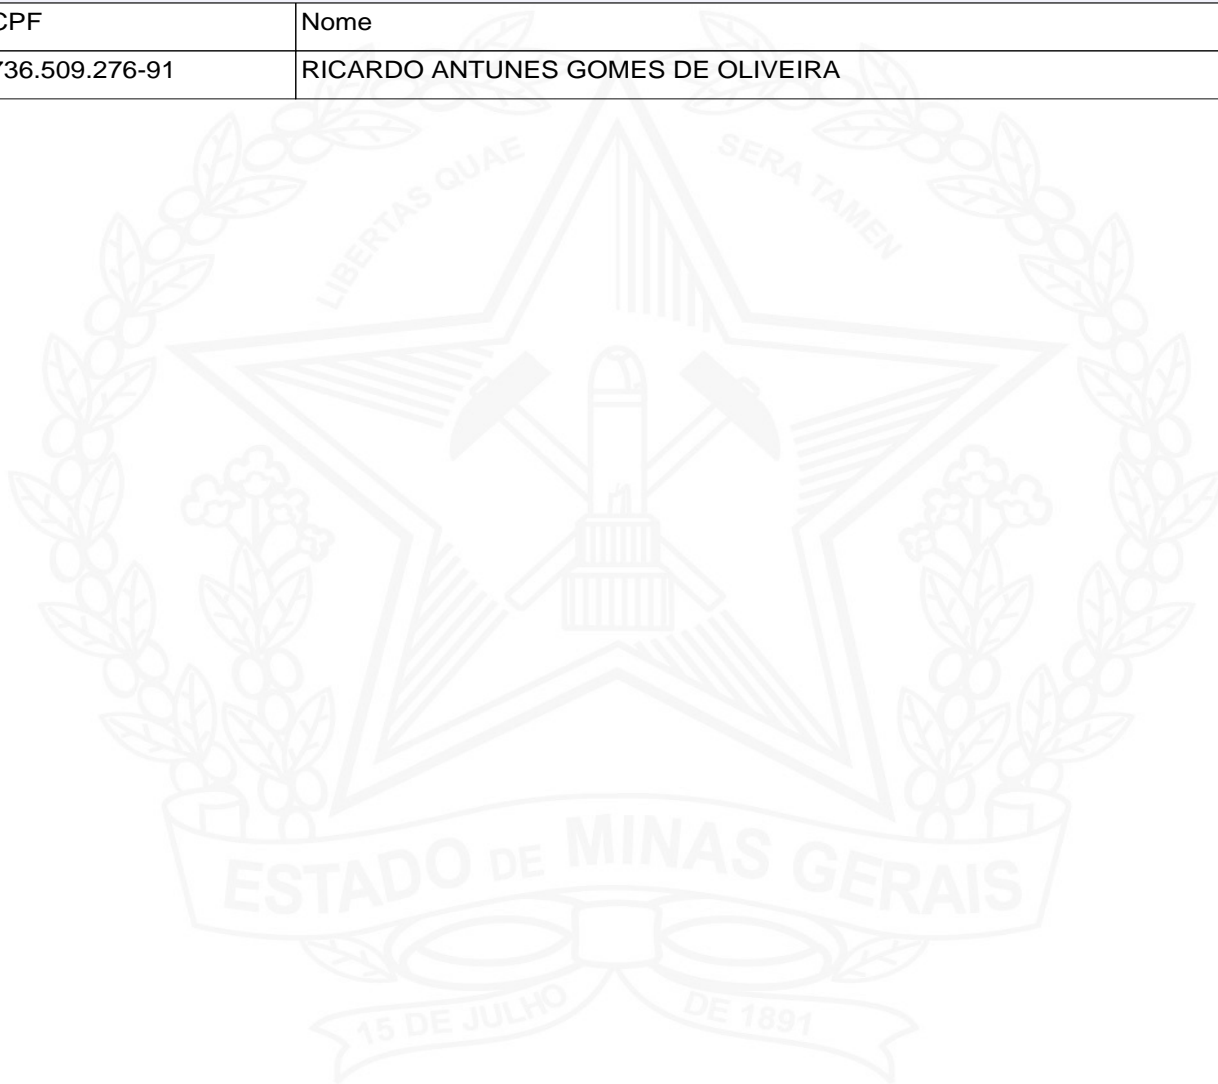 CPF Nome
736.509.276-91 RICARDO ANTUNES GOMES DE OLIVEIRA
LIBERTAS QUAE SERA TAMEN
ESTADO DE MINAS GERAIS
15 DE JULHO DE 1891